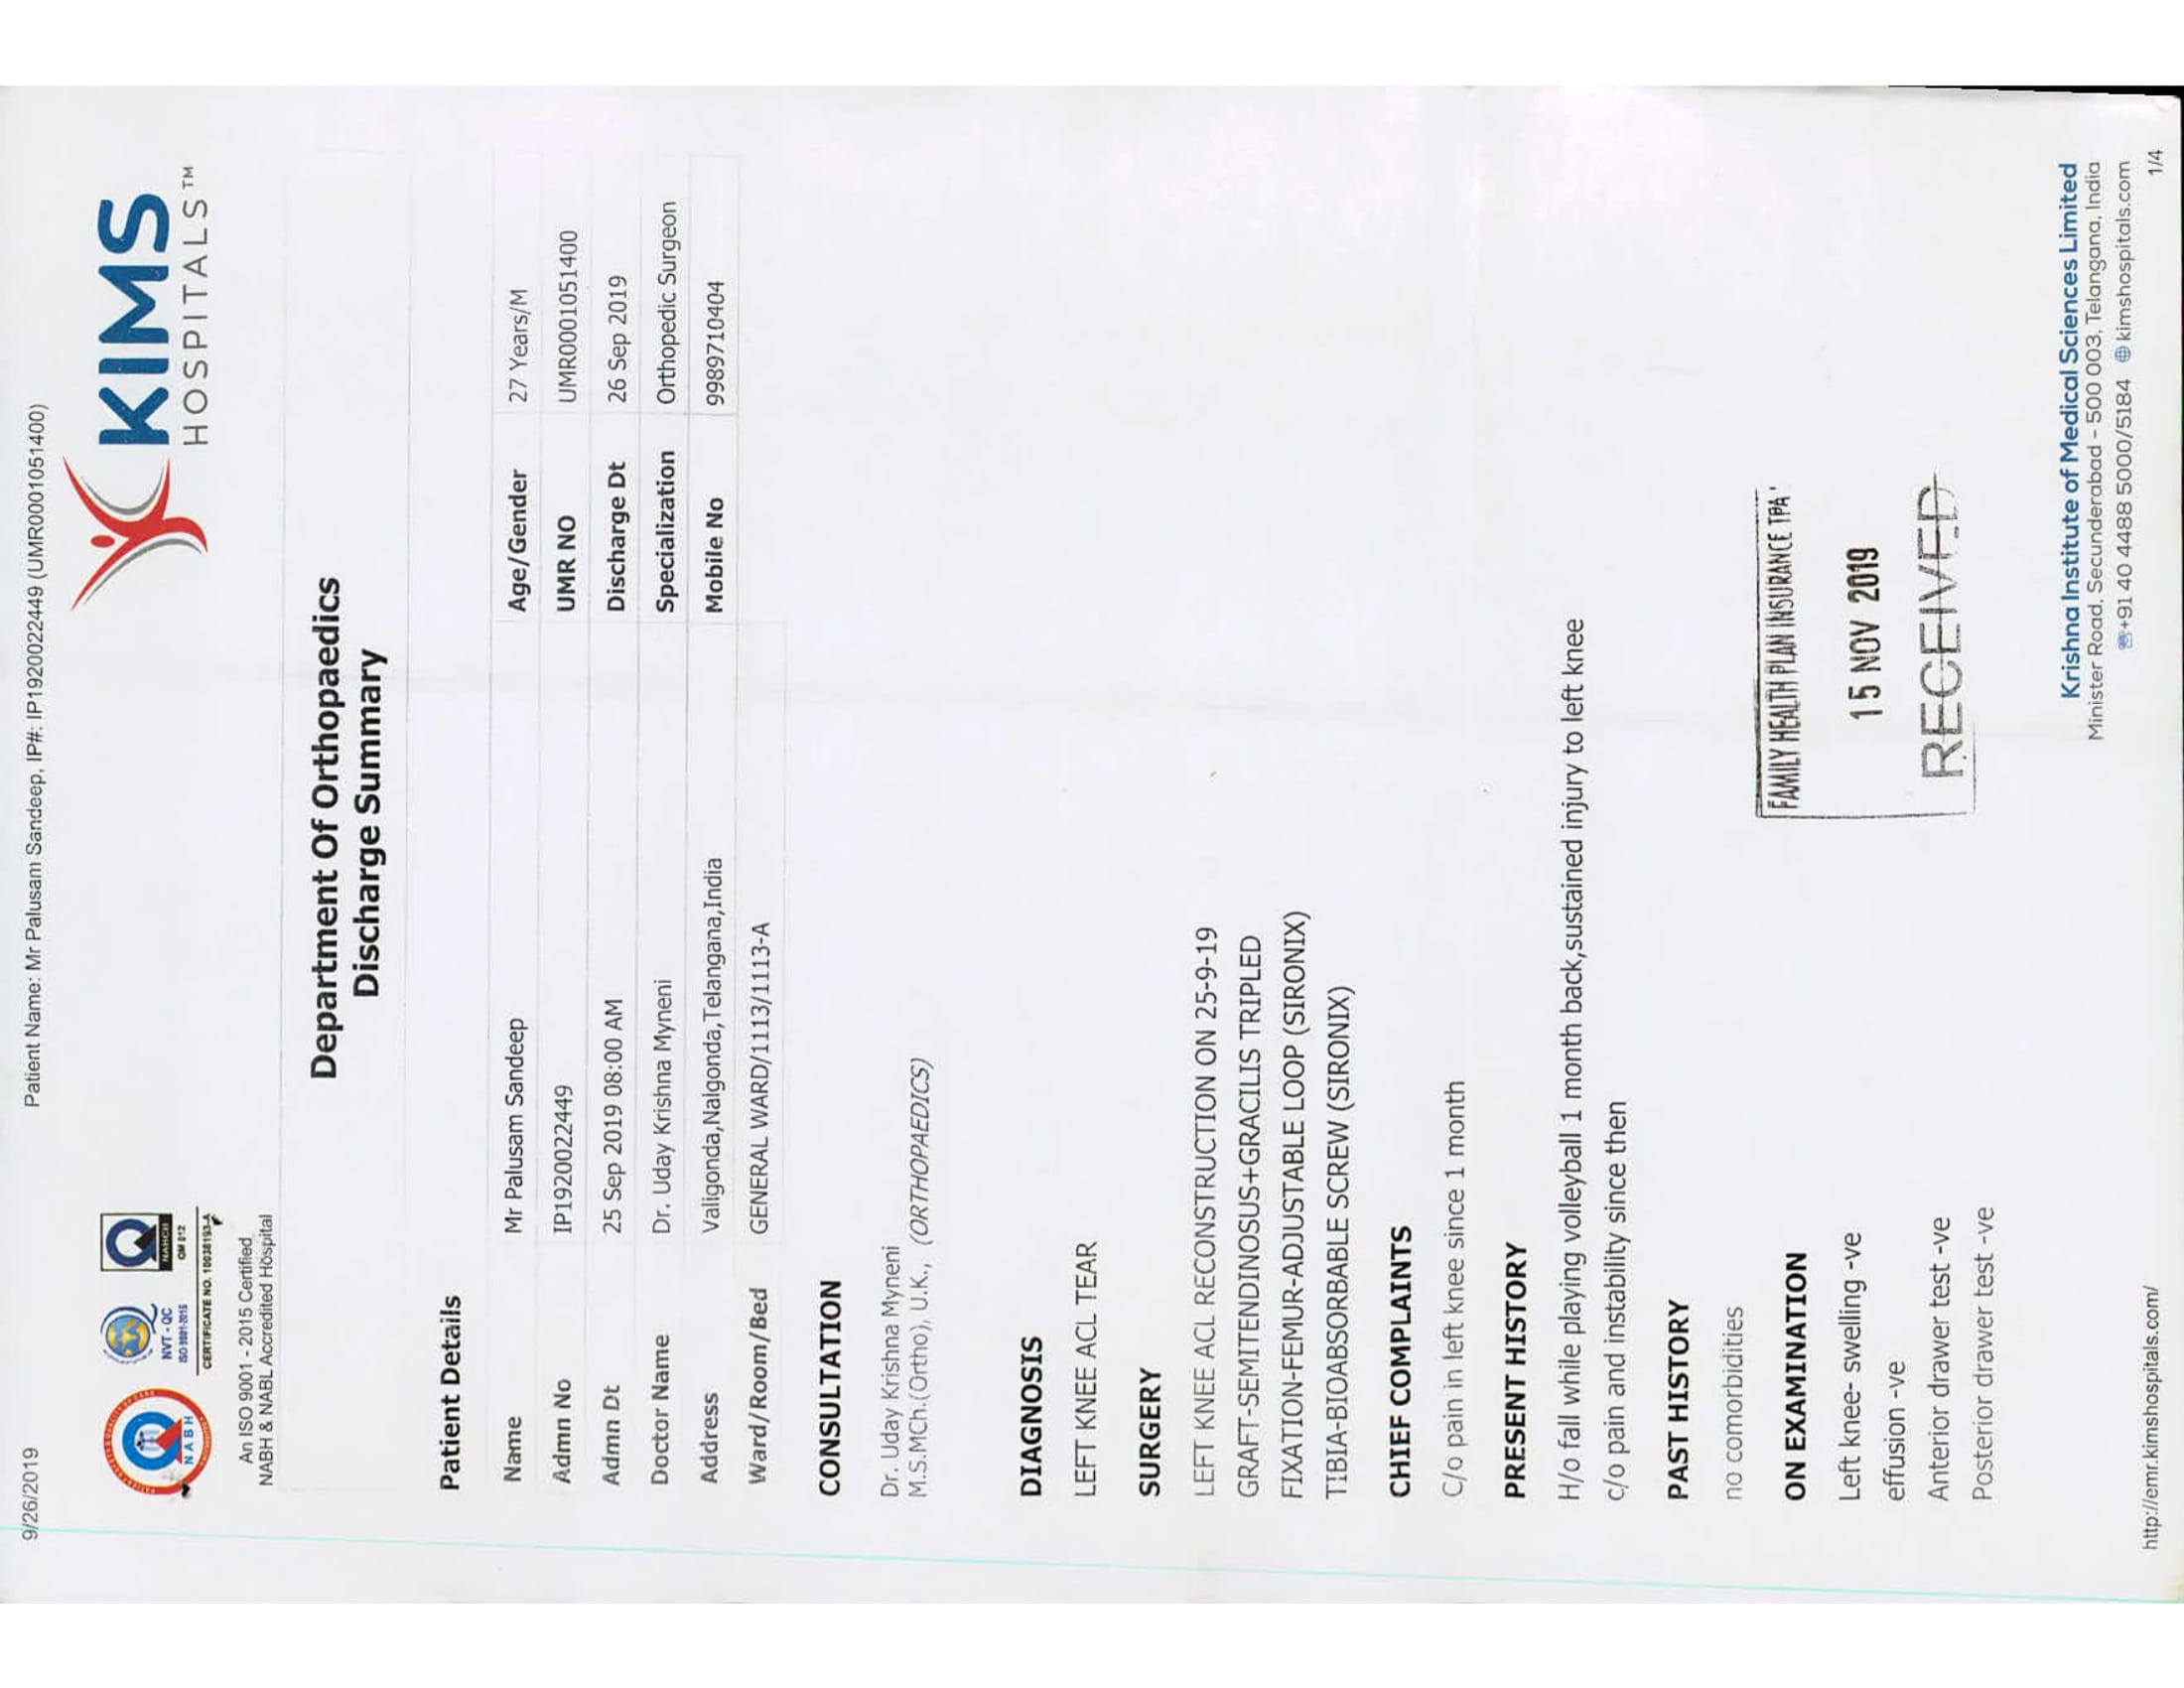 9/26/2019
Patient Name: Mr Palusam Sandeep, IP#: IP1920022449 (UMR0001051400)
NABH
NVT - QC
ISO 9001-2015
NABCB
QM 012
CERTIFICATE NO. 10038193-A
An ISO 9001 - 2015 Certified
NABH & NABL Accredited Hospital
KIMS
HOSPITALS™
Department Of Orthopaedics
Discharge Summary
Patient Details
Name Mr Palusam Sandeep Age/Gender 27 Years/M
Admn No IP1920022449 UMR NO UMR0001051400
Admn Dt 25 Sep 2019 08:00 AM Discharge Dt 26 Sep 2019
Doctor Name Dr. Uday Krishna Myneni Specialization Orthopedic Surgeon
Address Valigonda,Nalgonda,Telangana,India Mobile No 9989710404
Ward/Room/Bed GENERAL WARD/1113/1113-A
CONSULTATION
Dr. Uday Krishna Myneni
M.S.MCh.(Ortho), U.K., (ORTHOPAEDICS)
DIAGNOSIS
LEFT KNEE ACL TEAR
SURGERY
LEFT KNEE ACL RECONSTRUCTION ON 25-9-19
GRAFT-SEMITENDINOSUS+GRACILIS TRIPLED
FIXATION-FEMUR-ADJUSTABLE LOOP (SIRONIX)
TIBIA-BIOABSORBABLE SCREW (SIRONIX)
CHIEF COMPLAINTS
C/o pain in left knee since 1 month
PRESENT HISTORY
H/o fall while playing volleyball 1 month back,sustained injury to left knee
c/o pain and instability since then
PAST HISTORY
no comorbidities
ON EXAMINATION
Left knee- swelling -ve
effusion -ve
Anterior drawer test -ve
Posterior drawer test -ve
FAMILY HEALTH PLAN INSURANCE TPA
15 NOV 2019
RECEIVED
Krishna Institute of Medical Sciences Limited
Minister Road, Secunderabad - 500 003, Telangana, India
+91 40 4488 5000/5184 kimshospitals.com
http://emr.kimshospitals.com/
1/4